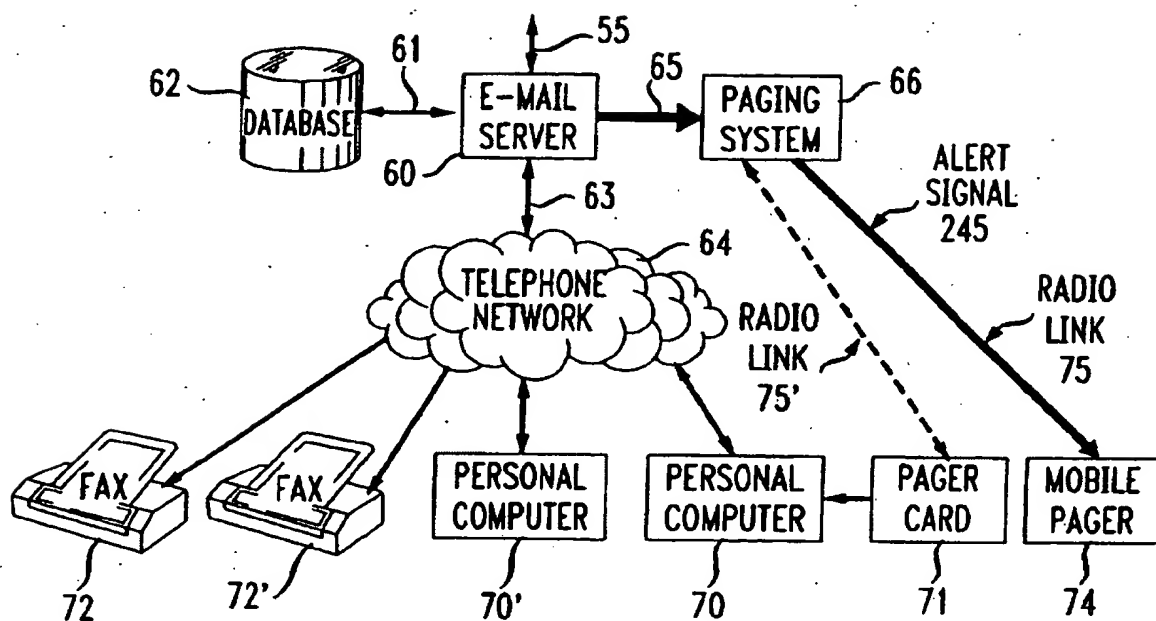 55
61
62
DATABASE
E-MAIL
SERVER
60
65
PAGING
SYSTEM
66
63
ALERT
SIGNAL
245
64
TELEPHONE
NETWORK
RADIO
LINK
75'
RADIO
LINK
75
FAX
72
FAX
72'
PERSONAL
COMPUTER
70'
PERSONAL
COMPUTER
70
PAGER
CARD
71
MOBILE
PAGER
74